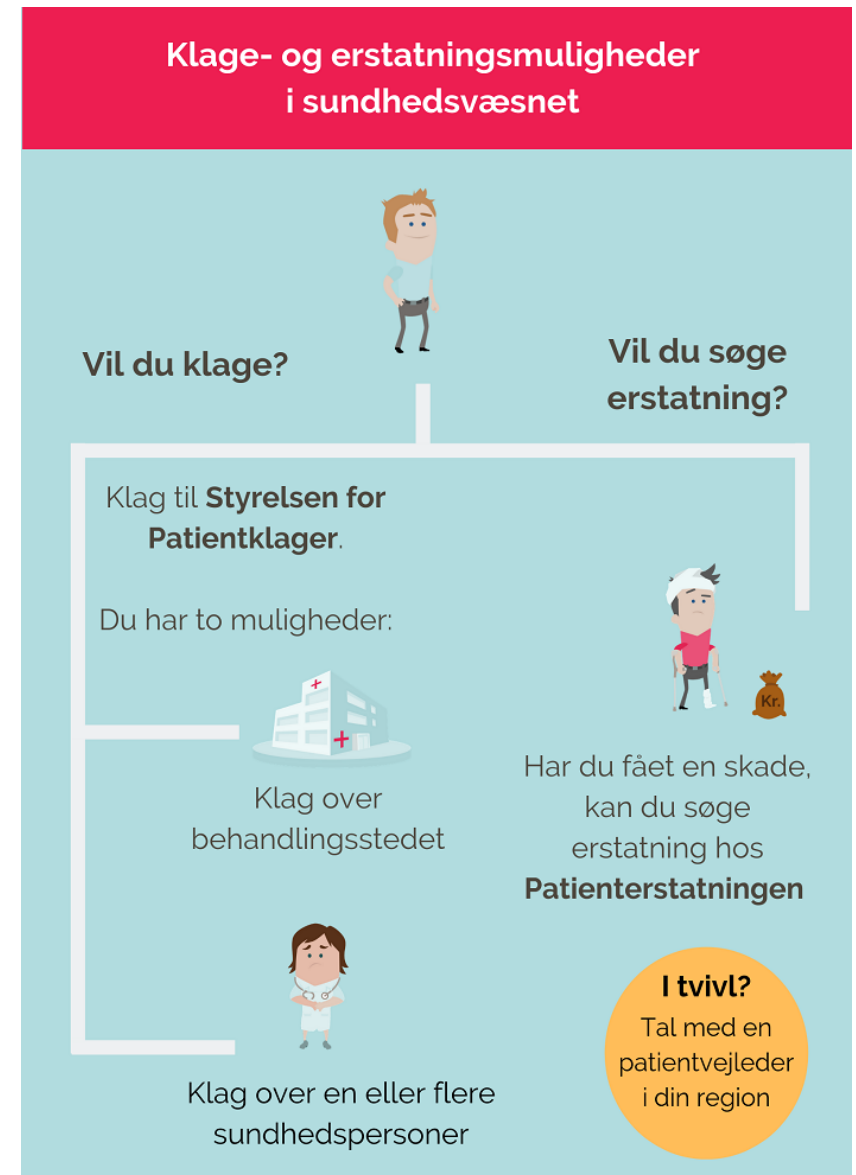 Klage- og erstatningsmuligheder
i sundhedsvæsnet
Vil du klage?
Vil du søge
erstatning?
Klag til Styrelsen for
Patientklager.
Du har to muligheder:
Klag over
behandlingsstedet
Klag over en eller flere
sundhedspersoner
Kr.
Har du fået en skade,
kan du søge
erstatning hos
Patienterstatningen
I tvivl?
Tal med en
patientvejleder
i din region